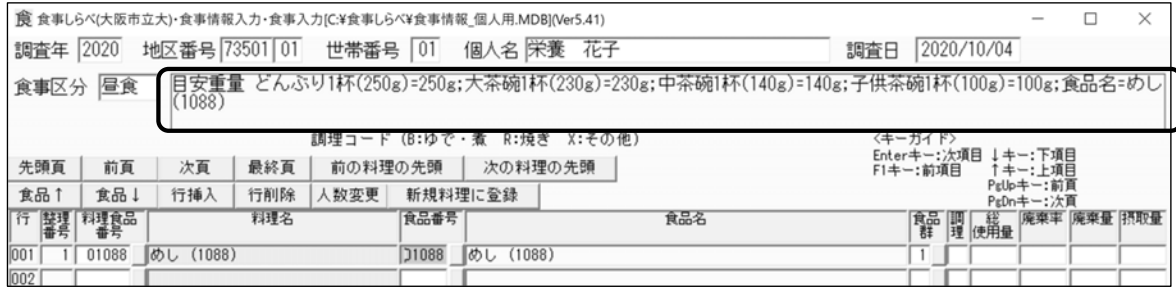 食 食事しらべ(大阪市立大)・食事情報入力・食事入力[C:¥食事しらべ¥食事情報_個人用.MDB](Ver5.41)
調査年 2020 地区番号 73501 01 世帯番号 01 個人名 栄養 花子 調査日 2020/10/04
食事区分 昼食
目安重量 どんぶり1杯(250g)=250g;大茶碗1杯(230g)=230g;中茶碗1杯(140g)=140g;子供茶碗1杯(100g)=100g;食品名=めし
(1088)
調理コード (B:ゆで・煮 R:焼き X:その他)
<キーガイド>
Enterキー:次項目 ↓キー:下項目
F1キー:前項目 ↑キー:上項目
PgUpキー:前頁
PgDnキー:次頁
先頭頁 前頁 次頁 最終頁 前の料理の先頭 次の料理の先頭
食品↑ 食品↓ 行挿入 行削除 人数変更 新規料理に登録
行 整理番号 料理食品番号 料理名 食品番号 食品名 食品群 調理 総使用量 廃棄率 廃棄量 摂取量
001 1 01088 めし (1088) 01088 めし (1088) 1
002